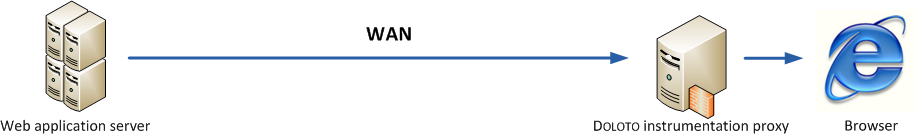 WAN
Web application server
DOLOTO instrumentation proxy
Browser